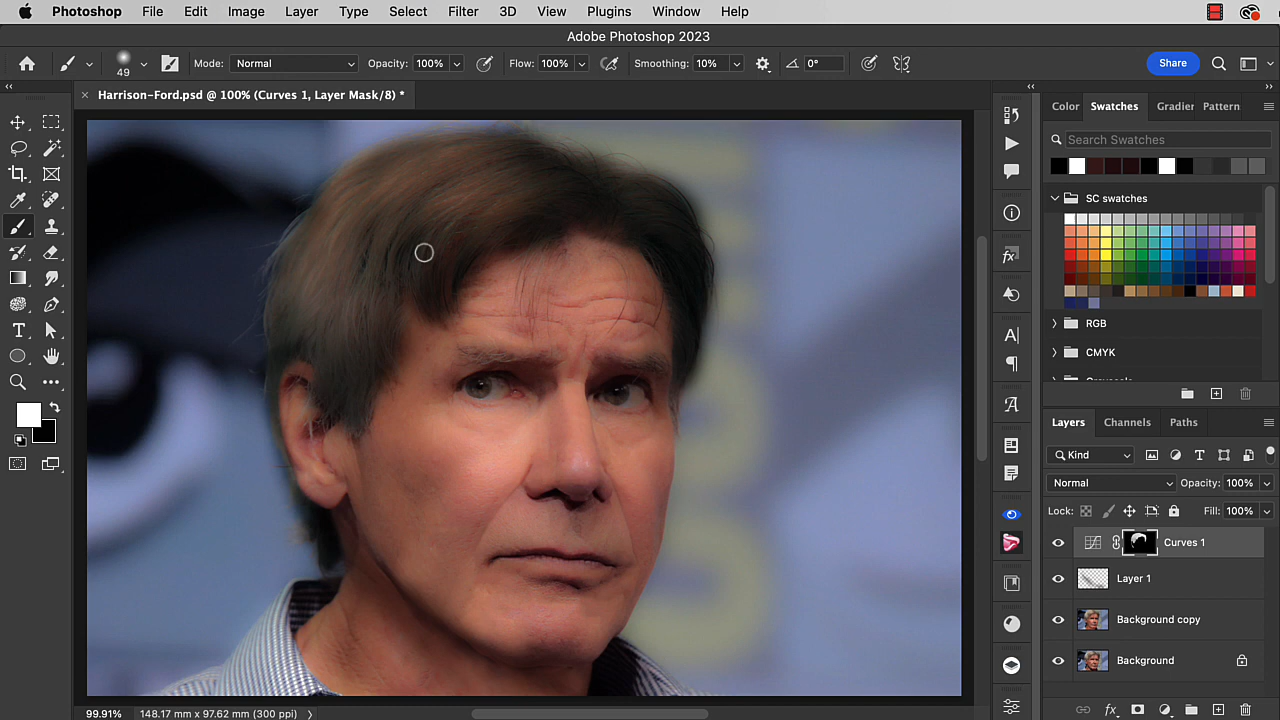 Photoshop File Edit Image Layer Type Select Filter 3D View Plugins Window Help
Adobe Photoshop 2023
49 Mode: Normal Opacity: 100% Flow: 100% Smoothing: 10% 0° Share
× Harrison-Ford.psd @ 100% (Curves 1, Layer Mask/8) *
Color Swatches Gradier Pattern
Search Swatches
SC swatches
RGB
CMYK
Layers Channels Paths
Kind
Normal Opacity: 100%
Lock: Fill: 100%
Curves 1
Layer 1
Background copy
Background
99.91% 148.17 mm x 97.62 mm (300 ppi)